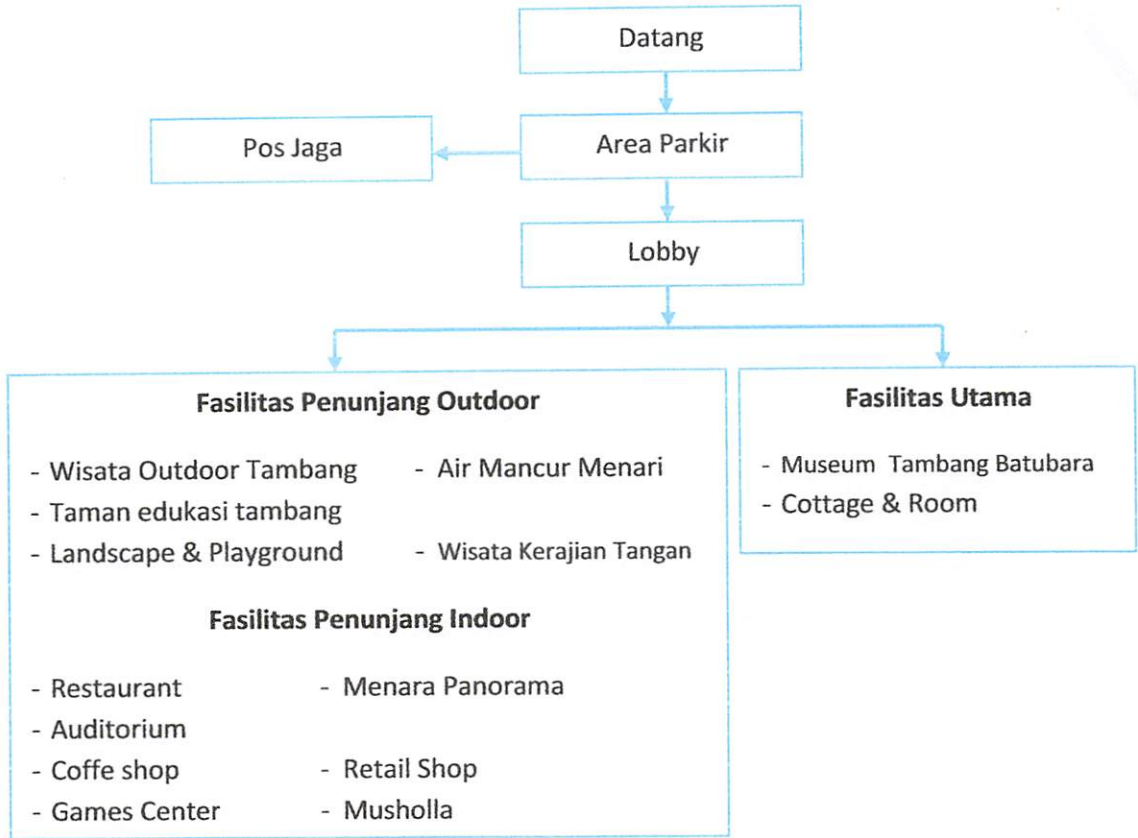 Datang
Pos Jaga
Area Parkir
Lobby
Fasilitas Penunjang Outdoor
- Wisata Outdoor Tambang - Air Mancur Menari
- Taman edukasi tambang
- Landscape & Playground - Wisata Kerajian Tangan
Fasilitas Penunjang Indoor
- Restaurant - Menara Panorama
- Auditorium
- Coffe shop - Retail Shop
- Games Center - Musholla
Fasilitas Utama
- Museum Tambang Batubara
- Cottage & Room